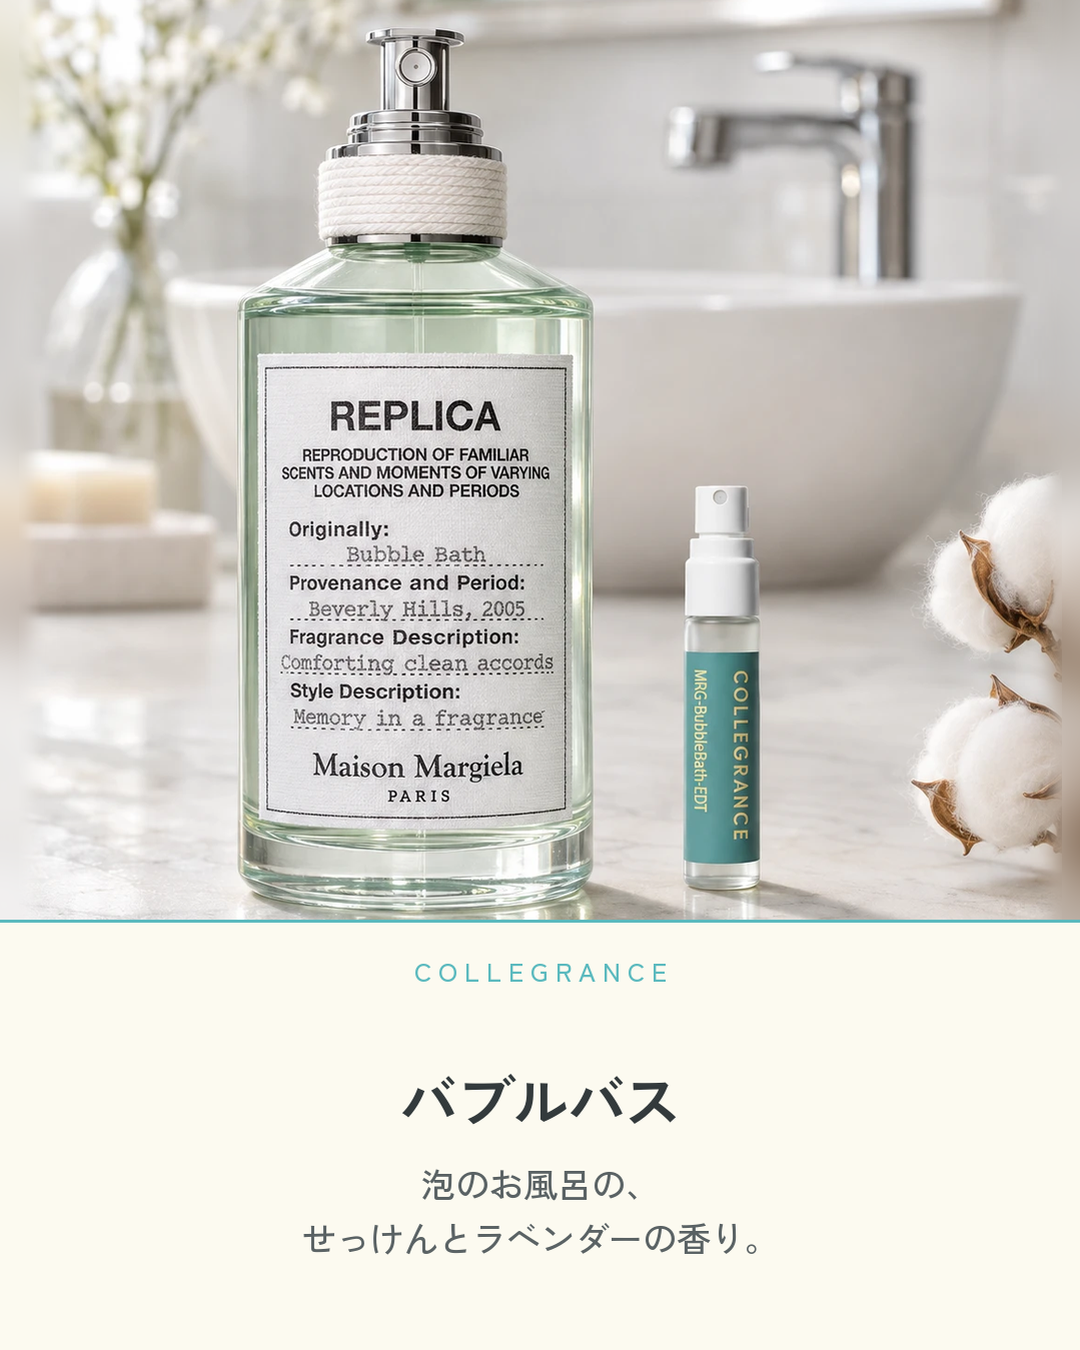 REPLICA
REPRODUCTION OF FAMILIAR
SCENTS AND MOMENTS OF VARYING
LOCATIONS AND PERIODS
Originally:
Bubble Bath
Provenance and Period:
Beverly Hills, 2005
Fragrance Description:
Comforting clean accords
Style Description:
Memory in a fragrance
Maison Margiela
PARIS
COLLEGRANCE
MRG-BubbleBath-EDT
COLLEGRANCE
バブルバス
泡のお風呂の、
せっけんとラベンダーの香り。